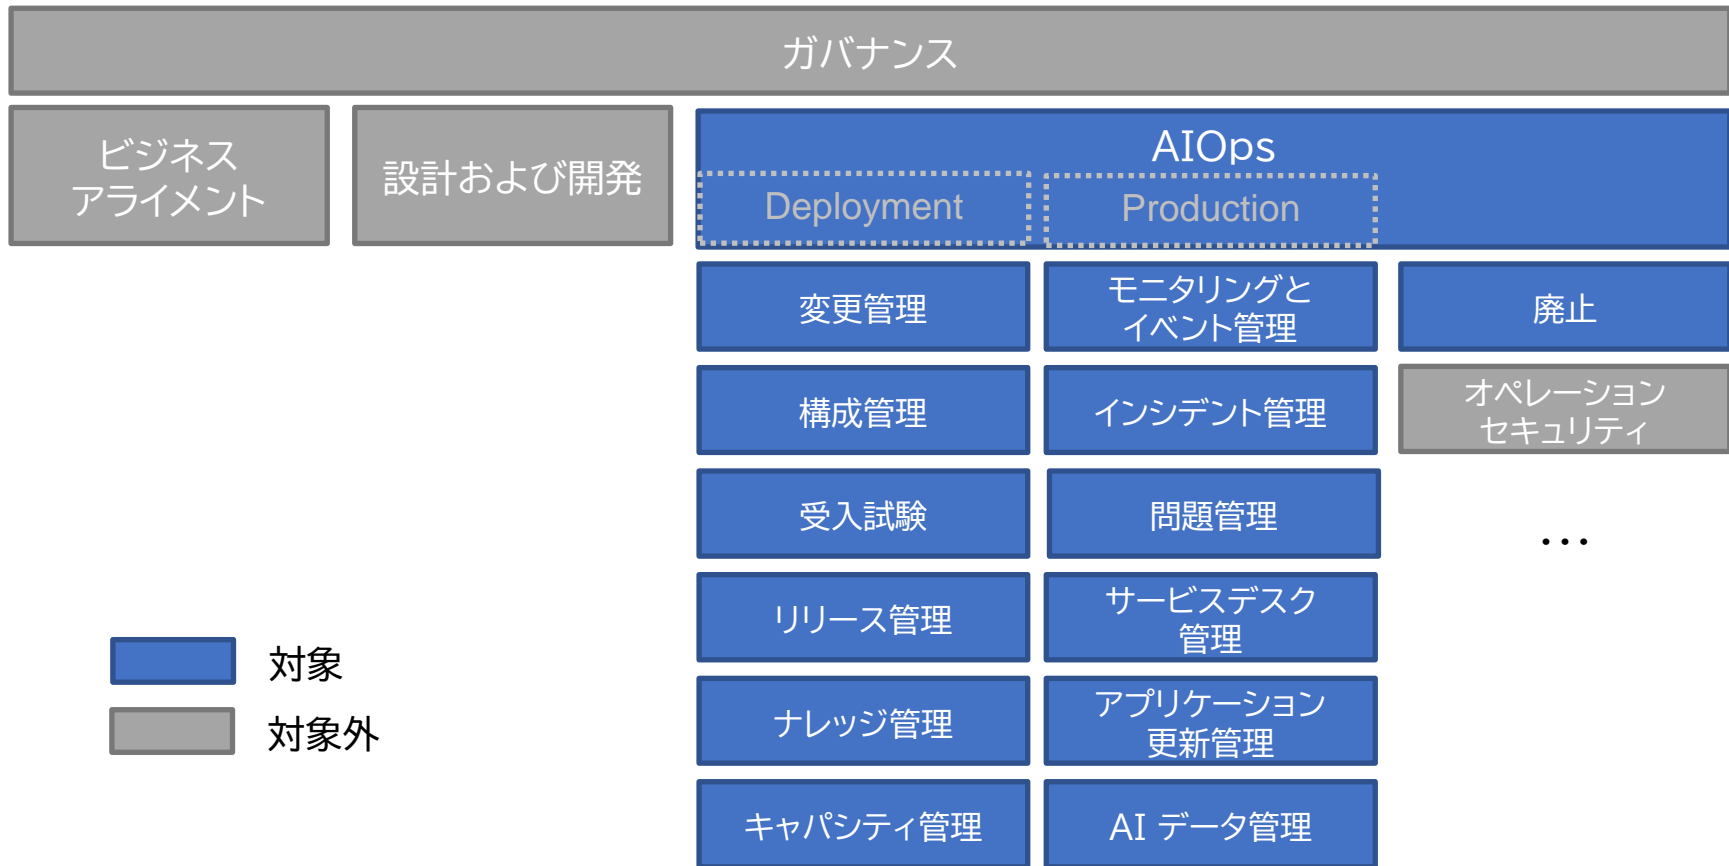 ガバナンス
ビジネス
アライメント
設計および開発
AIOps
Deployment
Production
変更管理
モニタリングと
イベント管理
廃止
構成管理
インシデント管理
オペレーション
セキュリティ
受入試験
問題管理
...
リリース管理
サービスデスク
管理
対象
ナレッジ管理
アプリケーション
更新管理
対象外
キャパシティ管理
AI データ管理